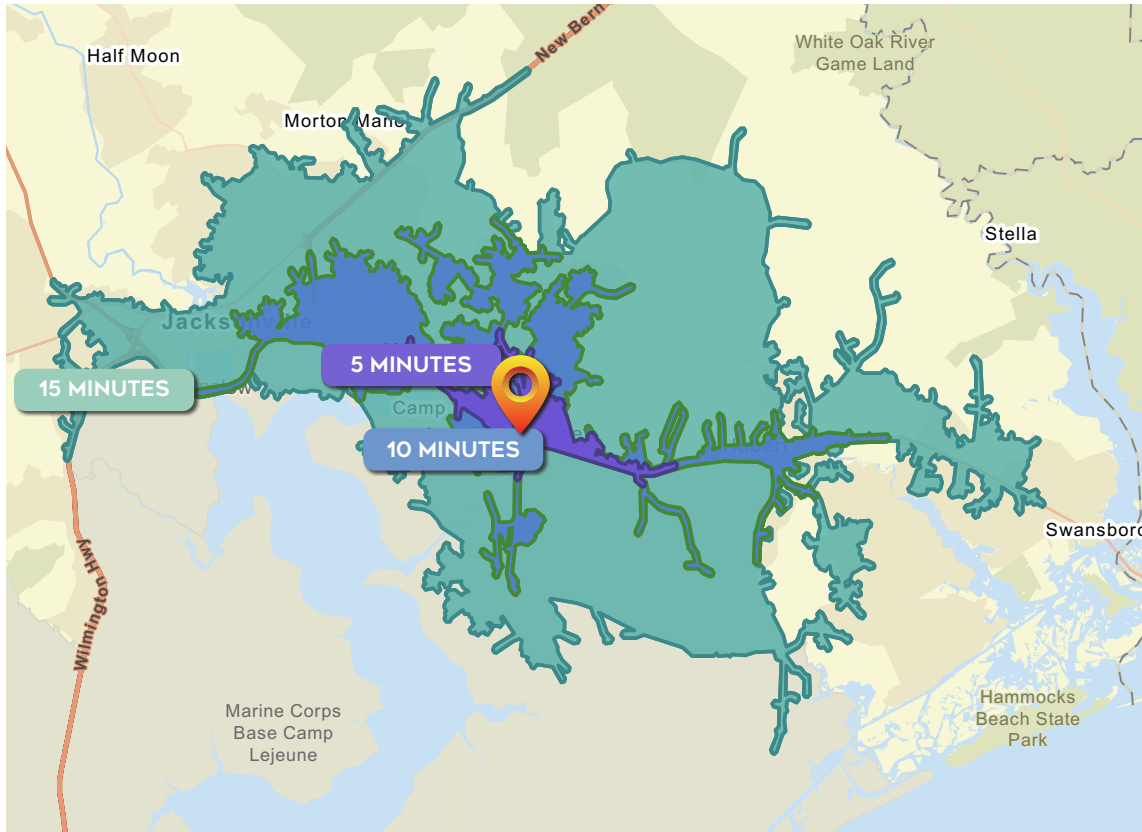 New Bern
White Oak River
Game Land
Half Moon
Morton
Stella
Jacksonville
5 MINUTES
15 MINUTES
Camp
10 MINUTES
Hubert
Swansboro
Wilmington Hwy
Marine Corps
Base Camp
Lejeune
Hammocks
Beach State
Park